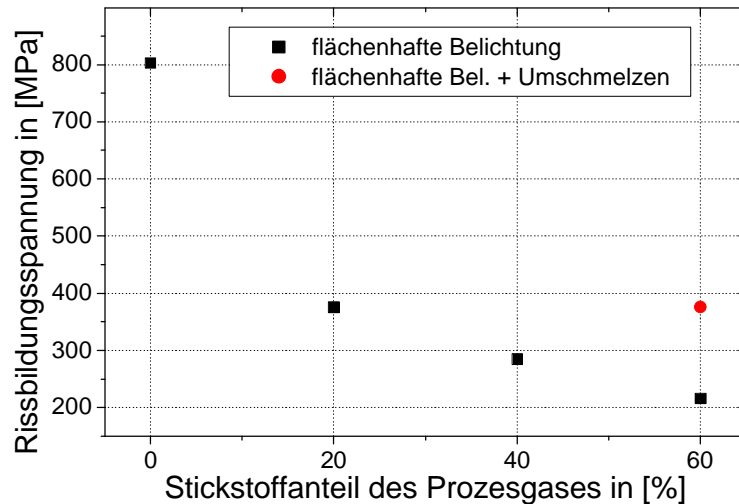 flächenhafte Belichtung
flächenhafte Bel. + Umschmelzen
Rissbildungsspannung in [MPa]
800
700
600
500
400
300
200
0
20
40
60
Stickstoffanteil des Prozesgases in [%]